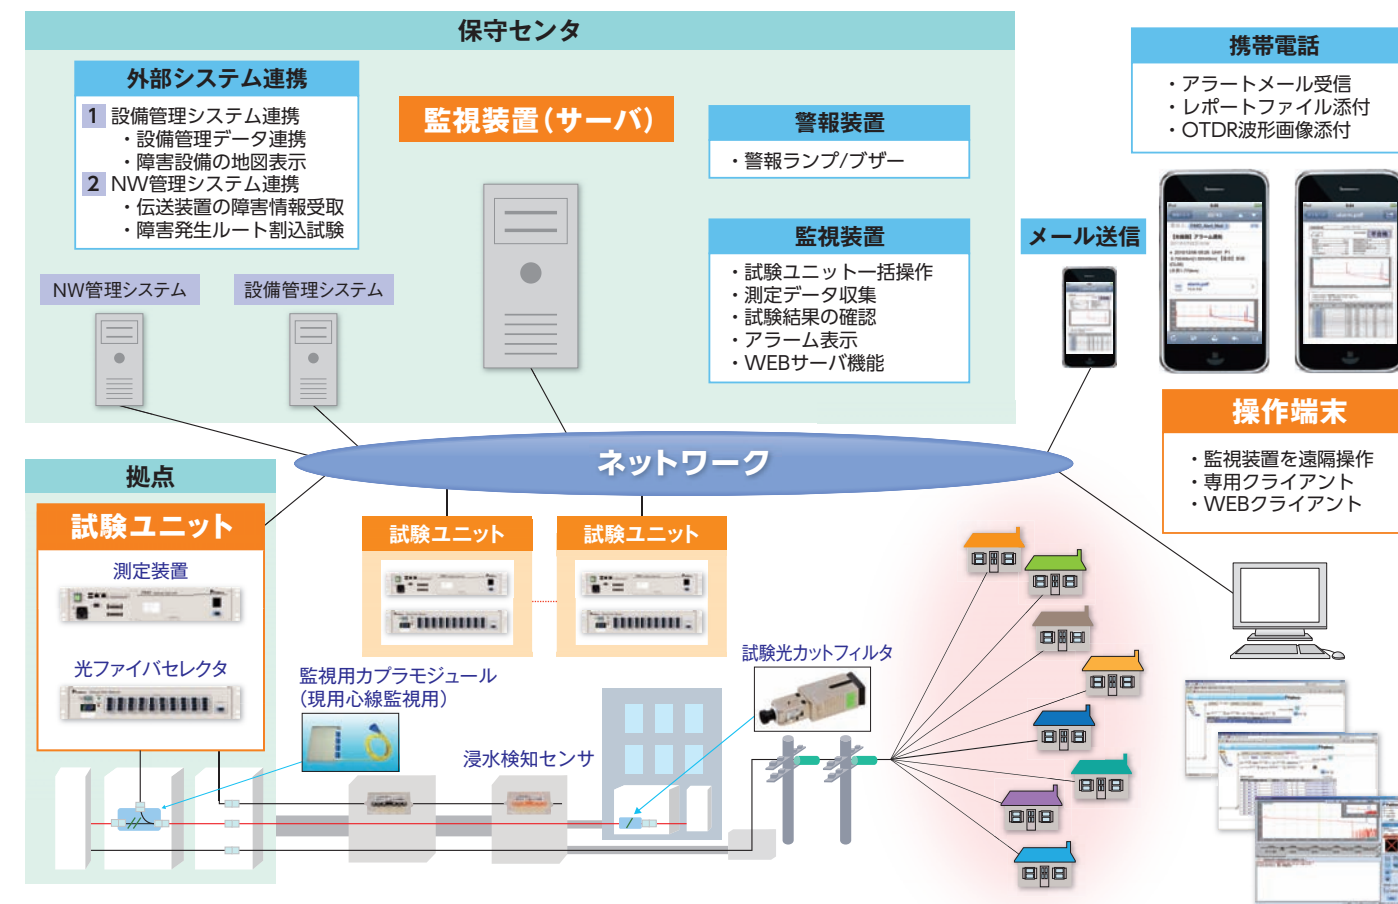 保守センタ
外部システム連携
1 設備管理システム連携
・設備管理データ連携
・障害設備の地図表示
2 NW管理システム連携
・伝送装置の障害情報受取
・障害発生ルート割込試験
監視装置(サーバ)
警報装置
・警報ランプ/ブザー
監視装置
・試験ユニット一括操作
・測定データ収集
・試験結果の確認
・アラーム表示
・WEBサーバ機能
NW管理システム
設備管理システム
携帯電話
・アラートメール受信
・レポートファイル添付
・OTDR波形画像添付
メール送信
操作端末
・監視装置を遠隔操作
・専用クライアント
・WEBクライアント
ネットワーク
拠点
試験ユニット
測定装置
光ファイバセレクタ
試験ユニット
試験ユニット
監視用カプラモジュール
(現用心線監視用)
浸水検知センサ
試験光カットフィルタ